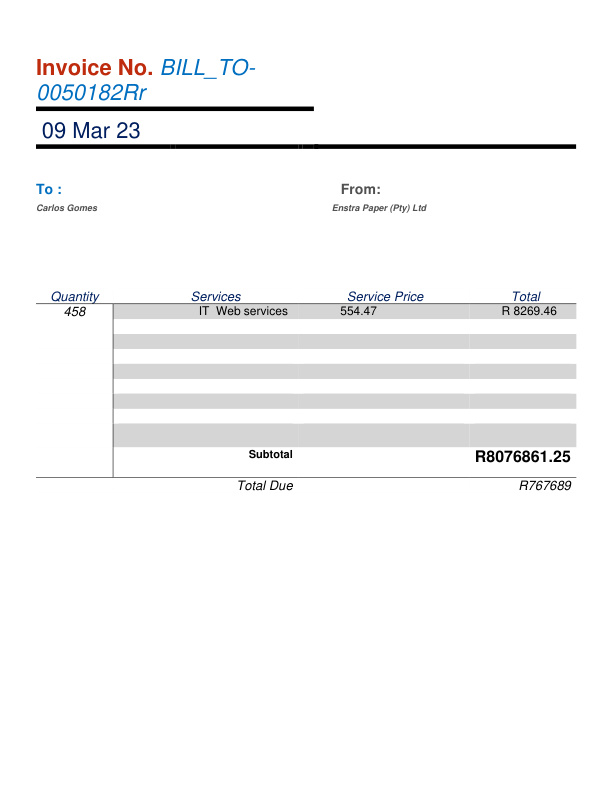 Invoice No. BILL_TO-
0050182Rr
09 Mar 23
To : From:
Carlos Gomes Enstra Paper (Pty) Ltd
Quantity Services Service Price Total
458 IT  Web services 554.47 R 8269.46
Subtotal R8076861.25
Total Due R767689